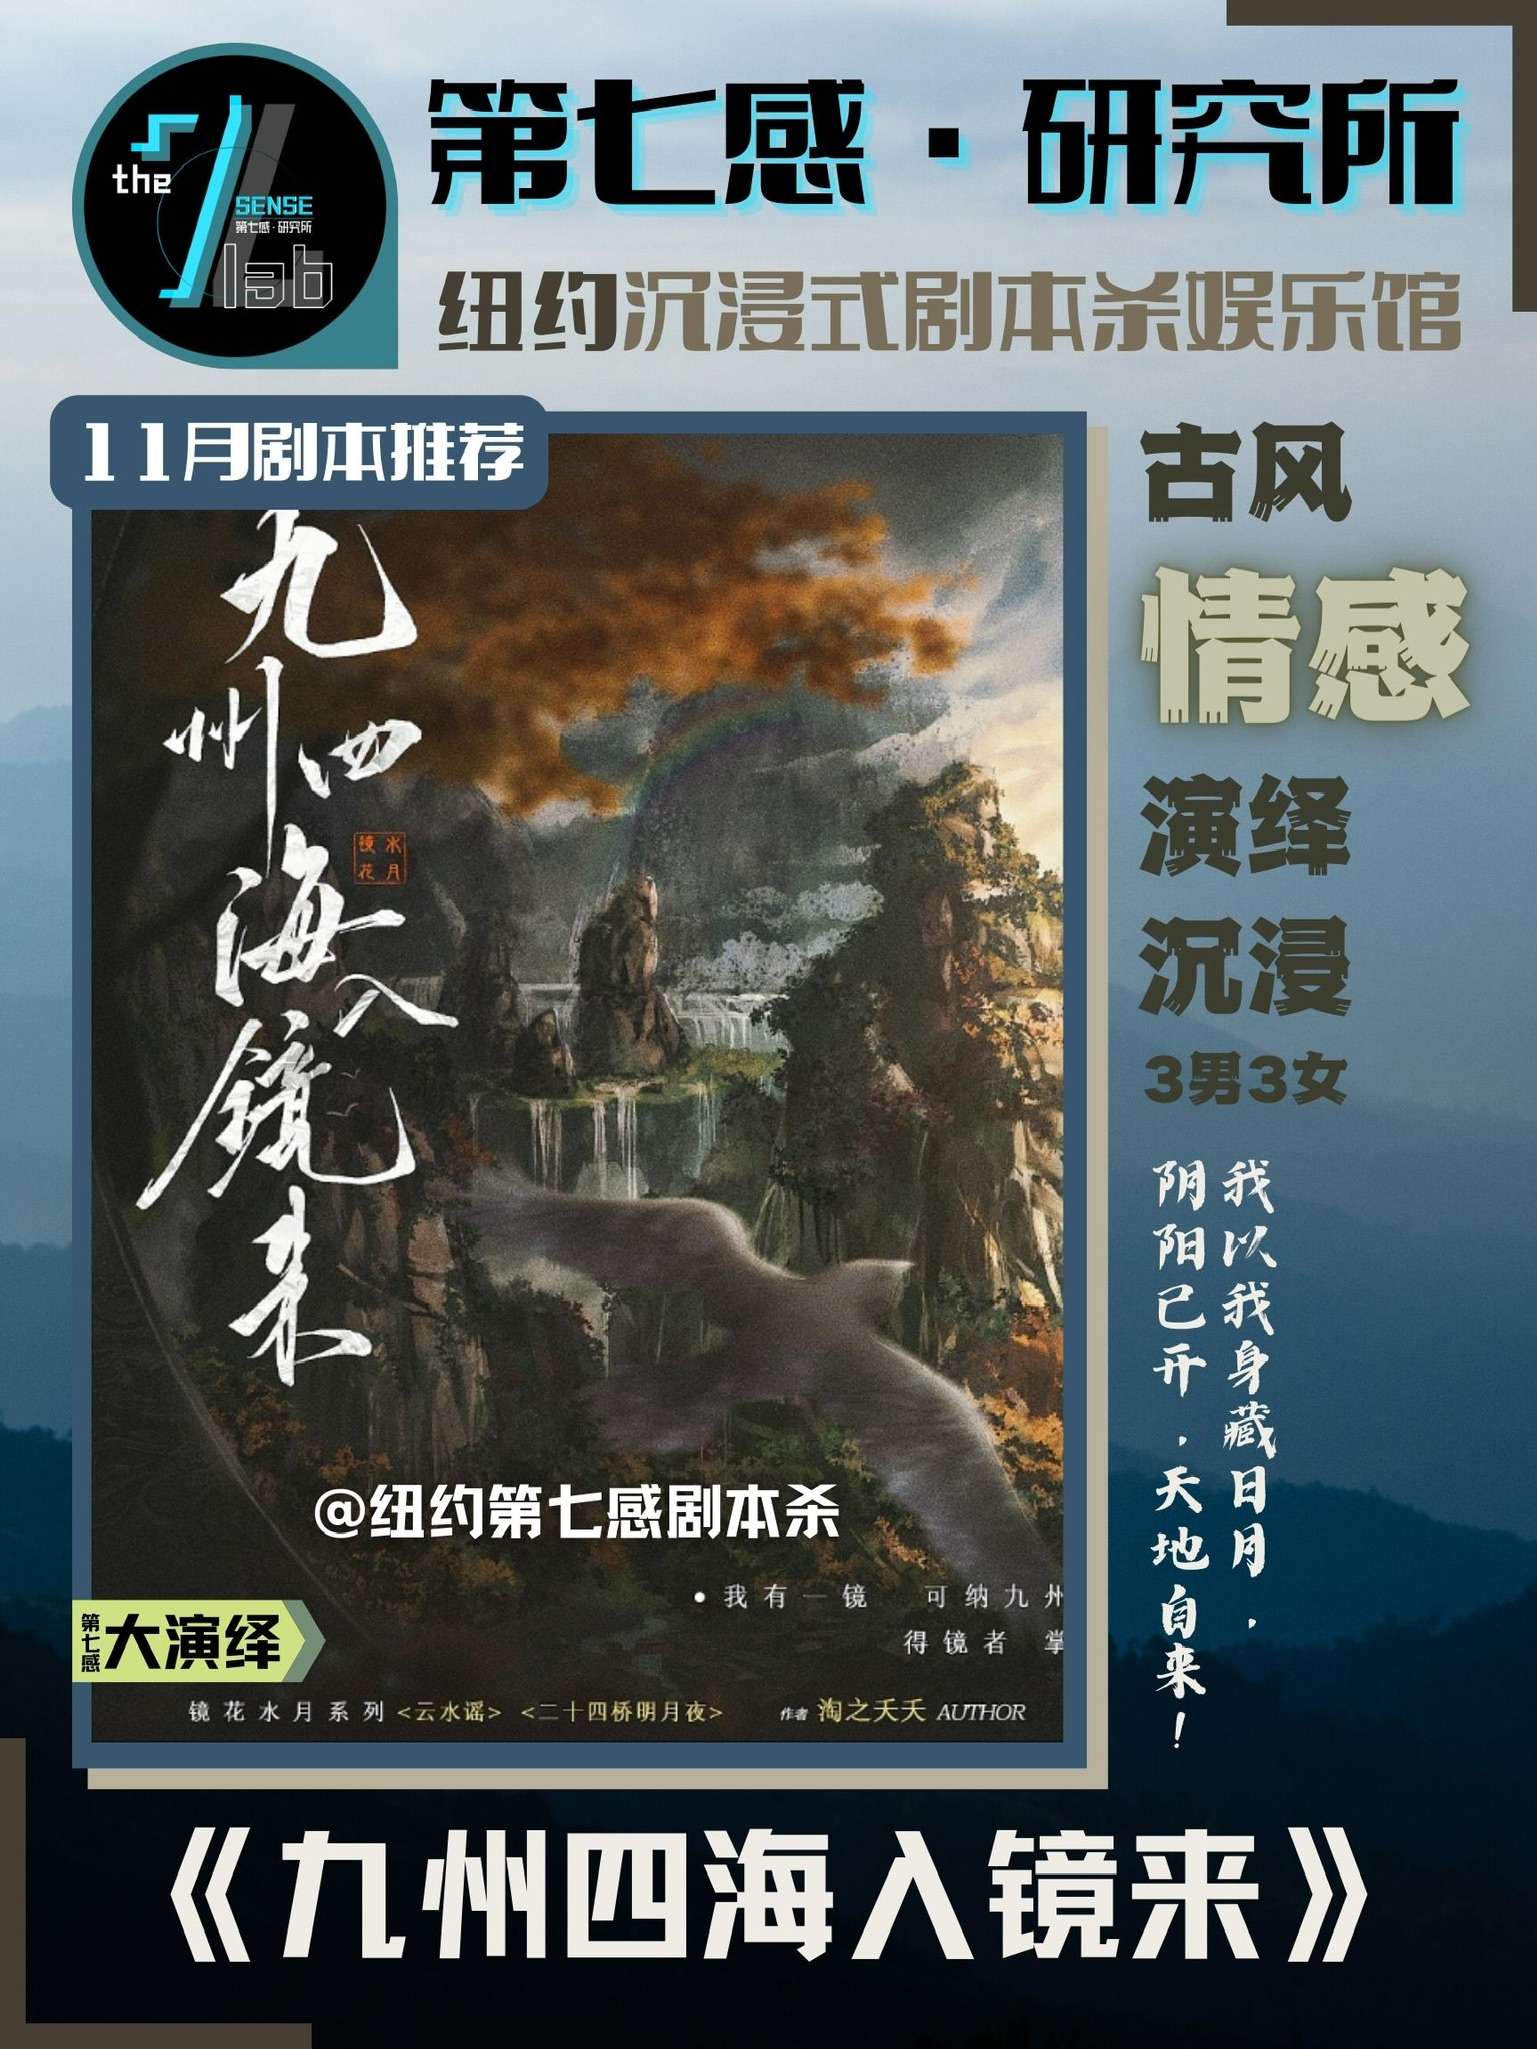 the
SENSE
第七感·研究所
lab
第七感·研究所
纽约沉浸式剧本杀娱乐馆
11月剧本推荐
九州四海入镜来
镜花水月
古风
情感
演绎
沉浸
3男3女
我以我身藏日月，
阴阳已开，天地自来！
@纽约第七感剧本杀
•我有一镜 可纳九州
得镜者 掌
第七感
大演绎
镜花水月系列<云水谣> <二十四桥明月夜> 作者 淘之夭夭 AUTHOR
《九州四海入镜来》